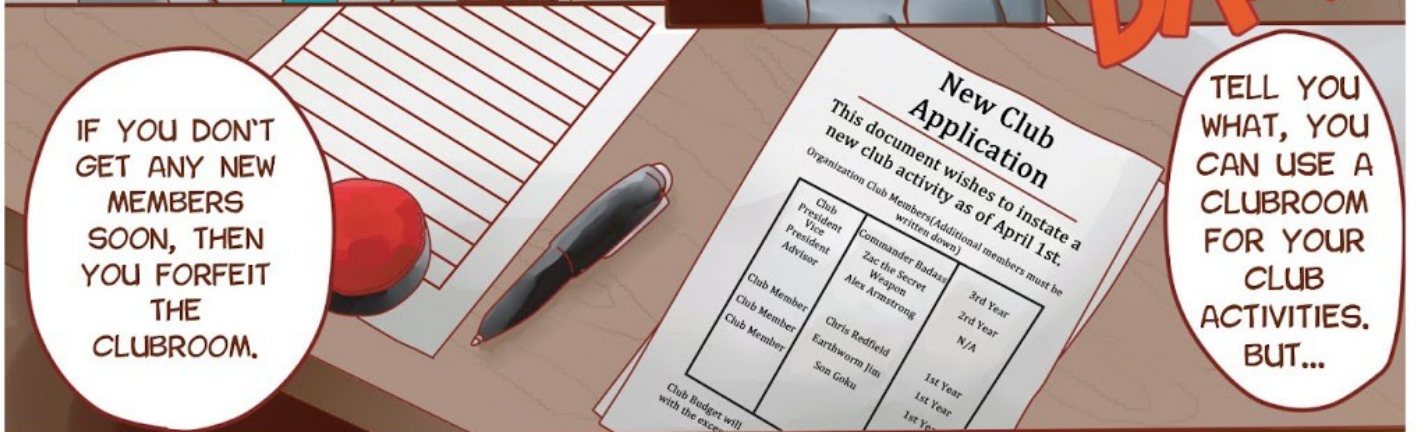 TELL YOU
WHAT, YOU
CAN USE A
CLUBROOM
FOR YOUR
CLUB
ACTIVITIES.
BUT...
New Club
Application
This document wishes to instate a
new club activity as of April 1st.
Organization Club Members(Additional members must be
written down)
Club
President
Vice
President
Advisor
Club Member
Club Member
Club Member
Commander Badass
Zac the Secret
Weapon
Alex Armstrong
Chris Redfield
Earthworm Jim
Son Goku
3rd Year
2nd Year
N/A
1st Year
1st Year
1st
Club Budget will
with the
IF YOU DON'T
GET ANY NEW
MEMBERS
SOON, THEN
YOU FORFEIT
THE
CLUBROOM.